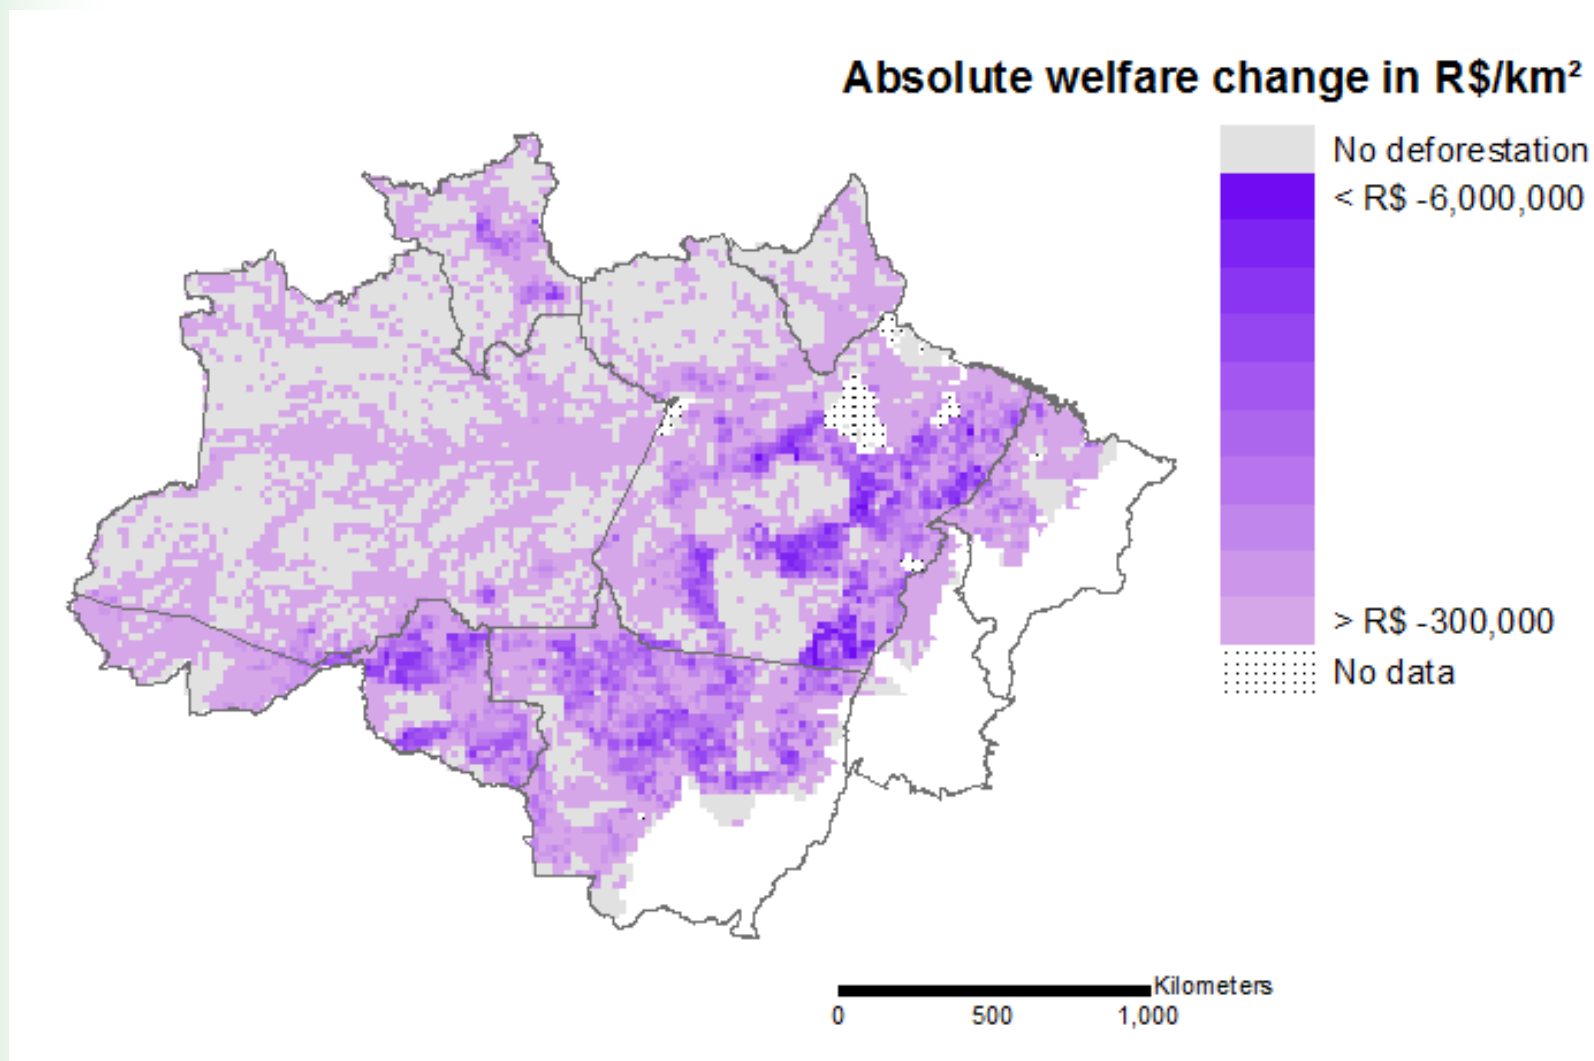 Absolute welfare change in R$/km²
No deforestation
< R$ -6,000,000
> R$ -300,000
No data
Kilometers
0 500 1,000